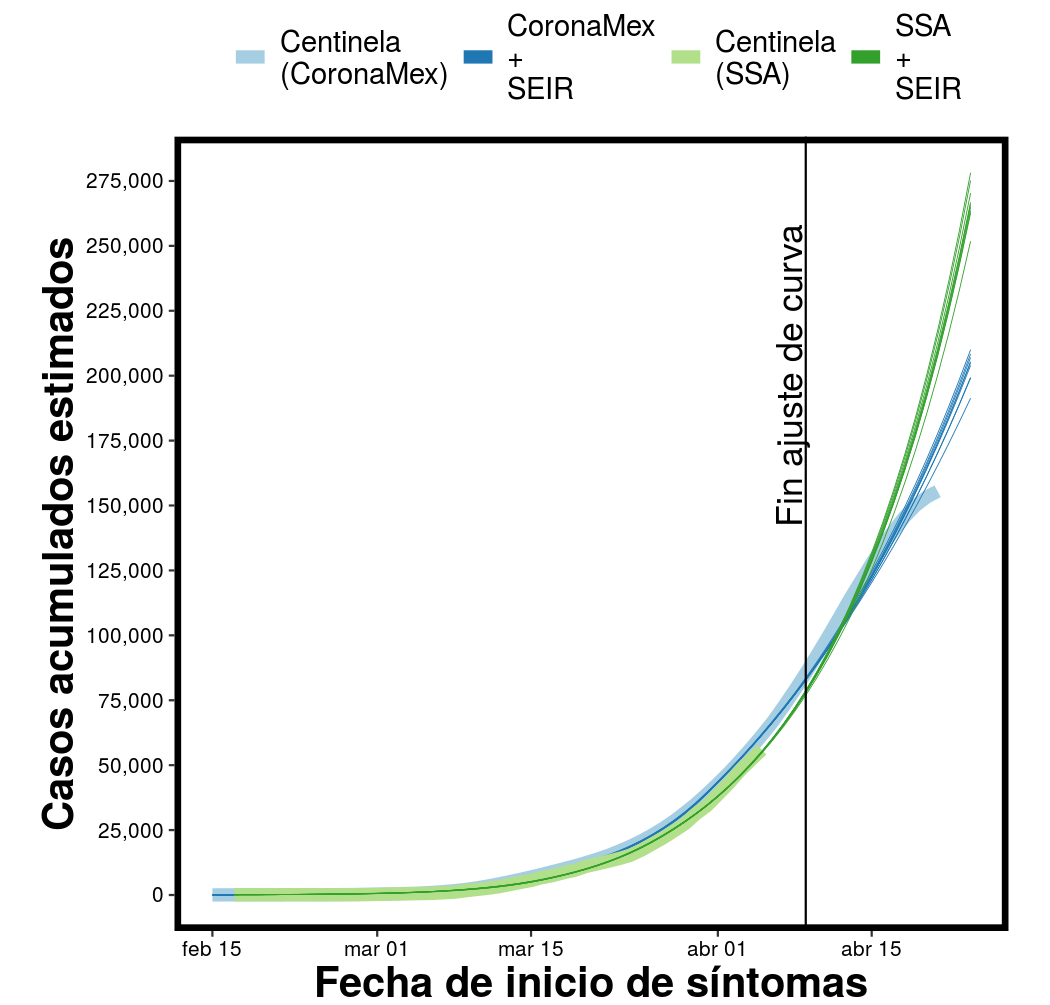 Centinela
(CoronaMex)
CoronaMex
+
SEIR
Centinela
(SSA)
SSA
+
SEIR
Casos acumulados estimados
275,000
250,000
225,000
200,000
175,000
150,000
125,000
100,000
75,000
50,000
25,000
0
Fin ajuste de curva
feb 15
mar 01
mar 15
abr 01
abr 15
Fecha de inicio de síntomas